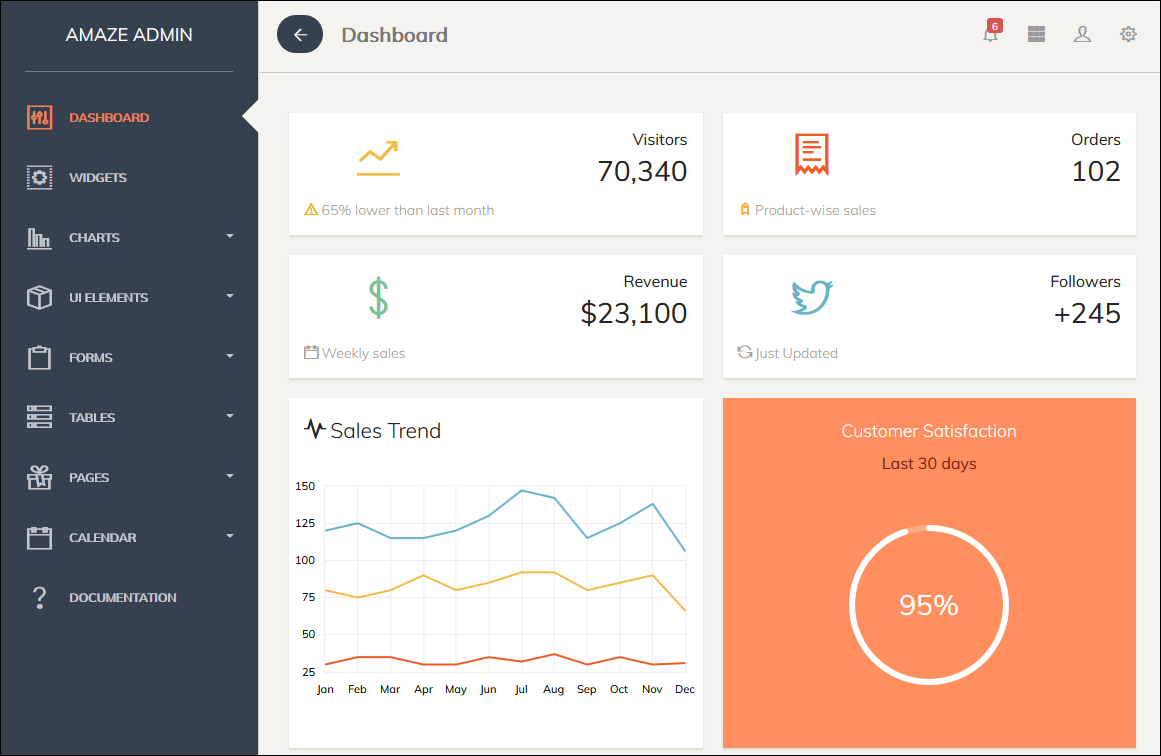 AMAZE ADMIN
DASHBOARD
WIDGETS
CHARTS
UI ELEMENTS
FORMS
TABLES
PAGES
CALENDAR
DOCUMENTATION
Dashboard
6
Visitors
70,340
65% lower than last month
Orders
102
Product-wise sales
Revenue
$23,100
Weekly sales
Followers
+245
Just Updated
Sales Trend
150
125
100
75
50
25
Jan Feb Mar Apr May Jun Jul Aug Sep Oct Nov Dec
Customer Satisfaction
Last 30 days
95%